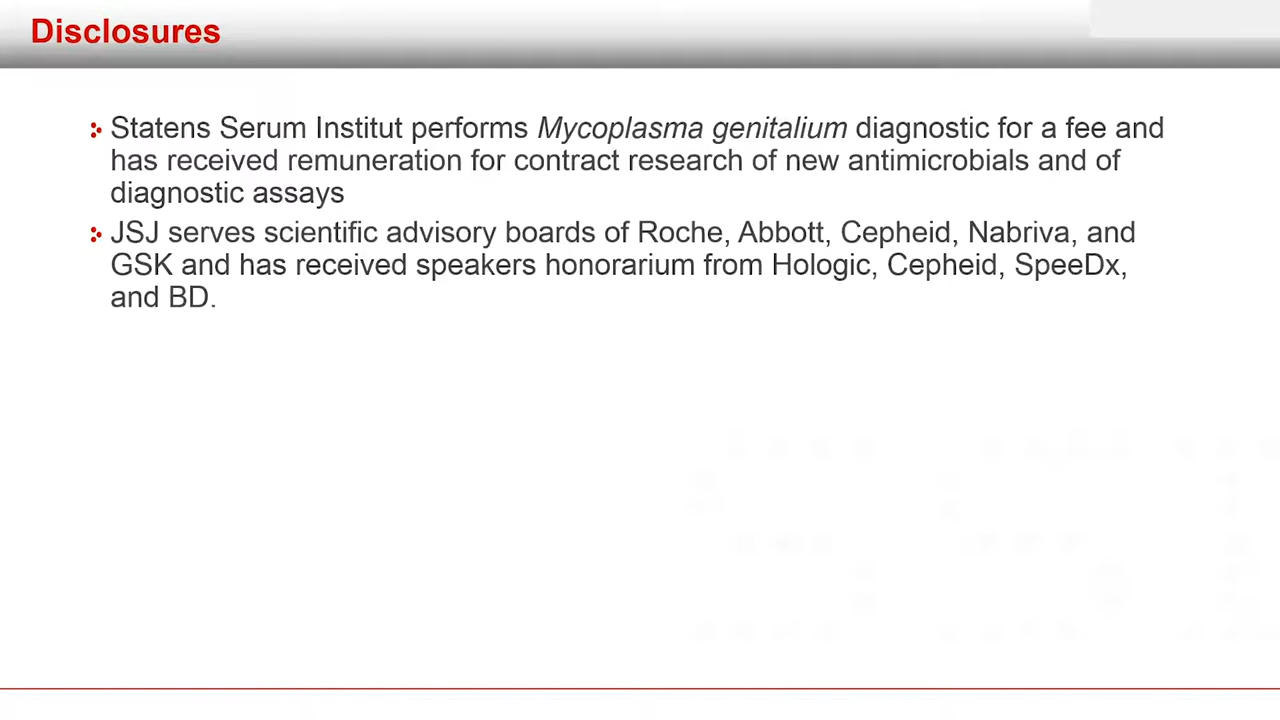 Disclosures
Statens Serum Institut performs Mycoplasma genitalium diagnostic for a fee and
has received remuneration for contract research of new antimicrobials and of
diagnostic assays
JSJ serves scientific advisory boards of Roche, Abbott, Cepheid, Nabriva, and
GSK and has received speakers honorarium from Hologic, Cepheid, SpeeDx,
and BD.